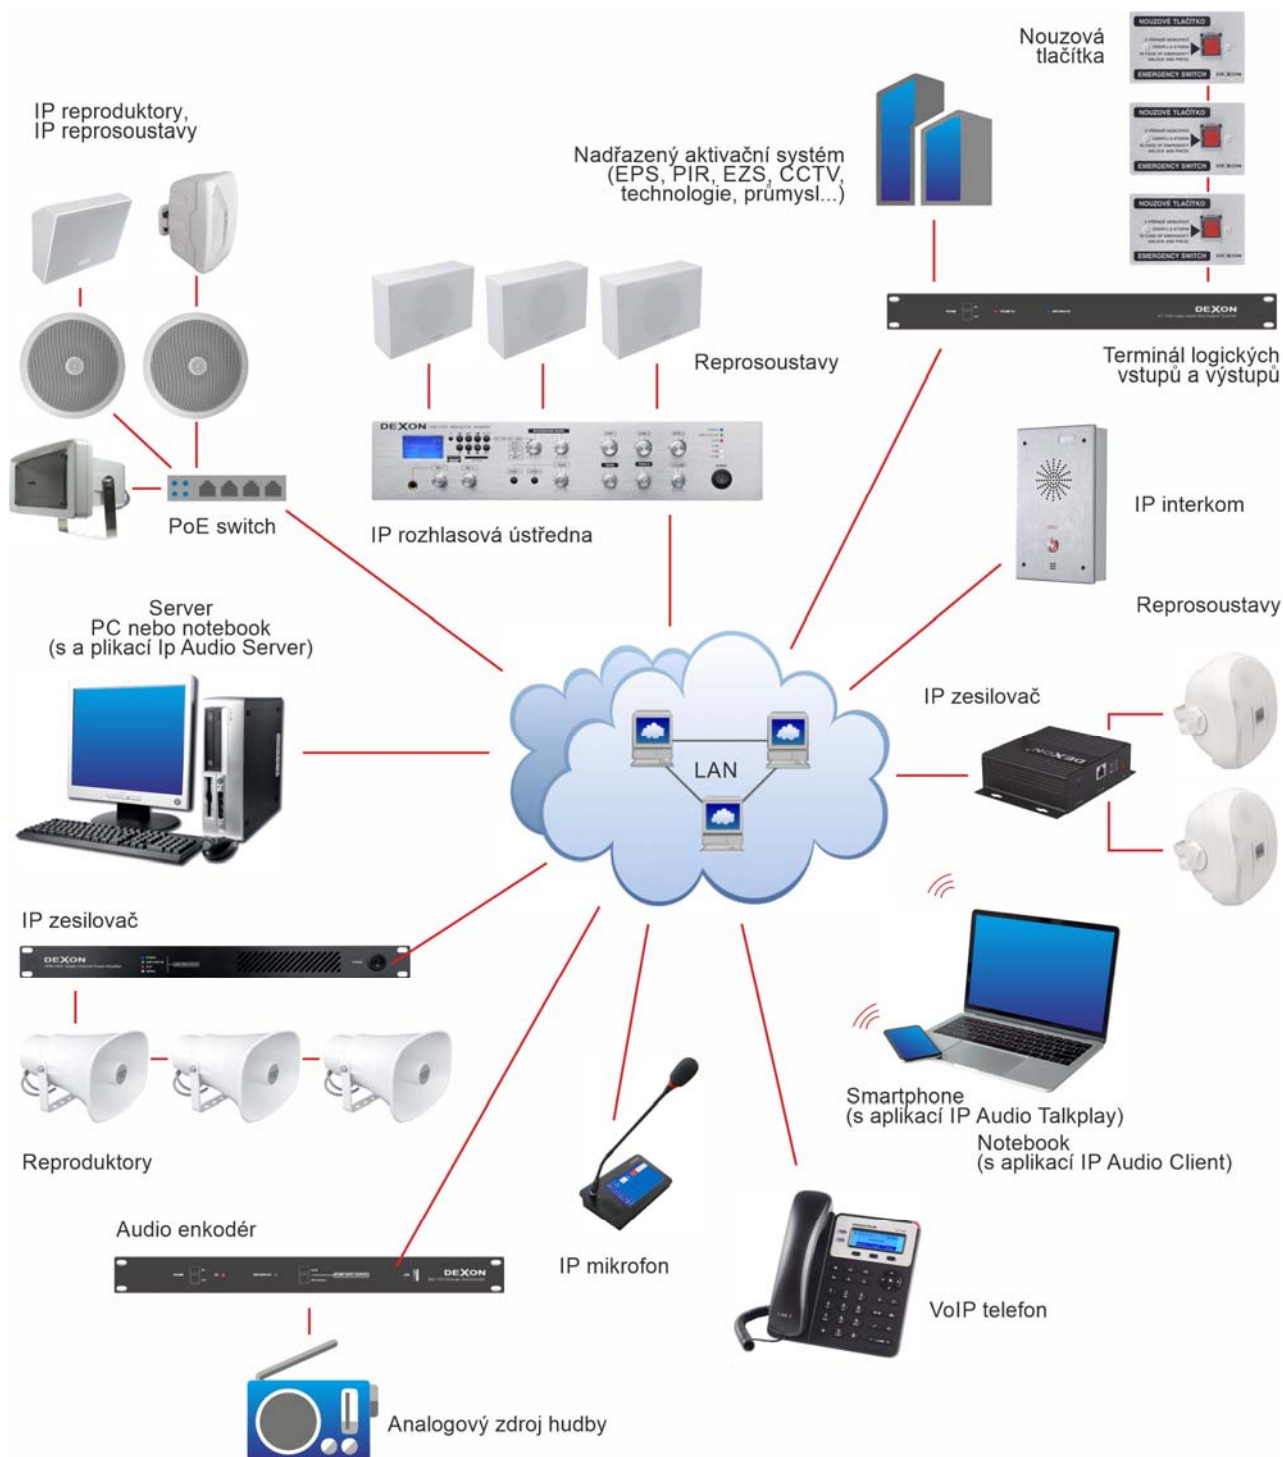 Nouzová
tlačítka
NOUZOVÉ TLAČÍTKO
EMERGENCY SWITCH DEXON
NOUZOVÉ TLAČÍTKO
EMERGENCY SWITCH DEXON
NOUZOVÉ TLAČÍTKO
EMERGENCY SWITCH DEXON
IP reproduktory,
IP reprosoustavy
Nadřazený aktivační systém
(EPS, PIR, EZS, CCTV,
technologie, průmysl...)
DEXON
Terminál logických
vstupů a výstupů
Reprosoustavy
DEXON
PoE switch
IP rozhlasová ústředna
IP interkom
Server
PC nebo notebook
(s a plikací Ip Audio Server)
Reprosoustavy
IP zesilovač
DEXON
LAN
IP zesilovač
DEXON
Reproduktory
Smartphone
(s aplikací IP Audio Talkplay)
Notebook
(s aplikací IP Audio Client)
Audio enkodér
DEXON
IP mikrofon
VoIP telefon
Analogový zdroj hudby